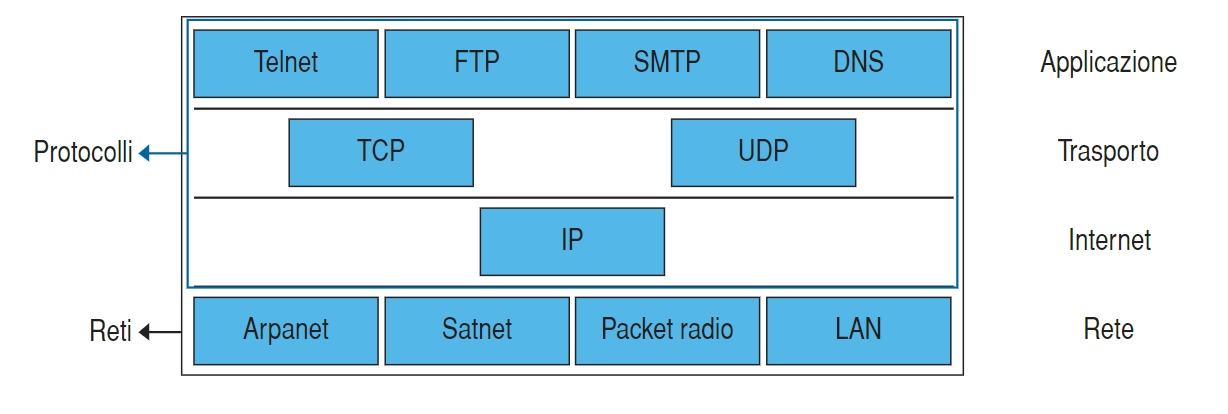 Telnet FTP SMTP DNS Applicazione
Protocolli TCP UDP Trasporto
IP Internet
Reti Arpanet Satnet Packet radio LAN Rete